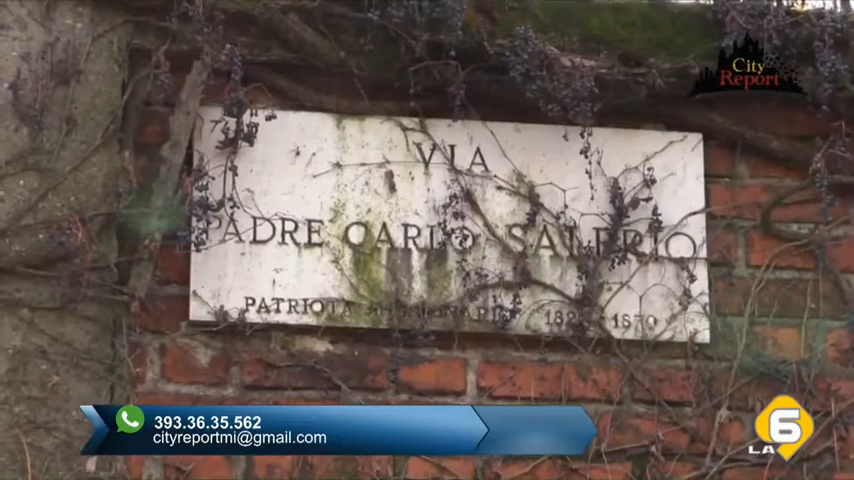 City
Report
VIA
PADRE CARLO SALERIO
PATRIOTA
1870
393.36.35.562
cityreportmi@gmail.com
6
LA